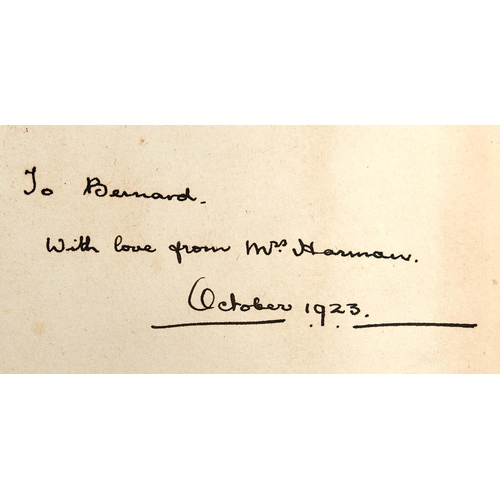 To Bernard.
With love from Mrs. Harman.
October 1923.